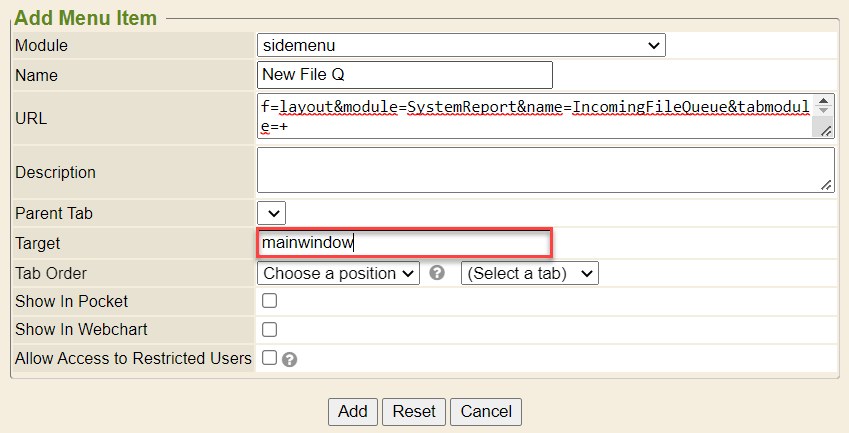 Add Menu Item
Module sidemenu
Name New File Q
URL f=layout&module=SystemReport&name=IncomingFileQueue&tabmodul
e=+
Description
Parent Tab
Target mainwindow
Tab Order Choose a position ? (Select a tab)
Show In Pocket
Show In Webchart
Allow Access to Restricted Users ?
Add Reset Cancel